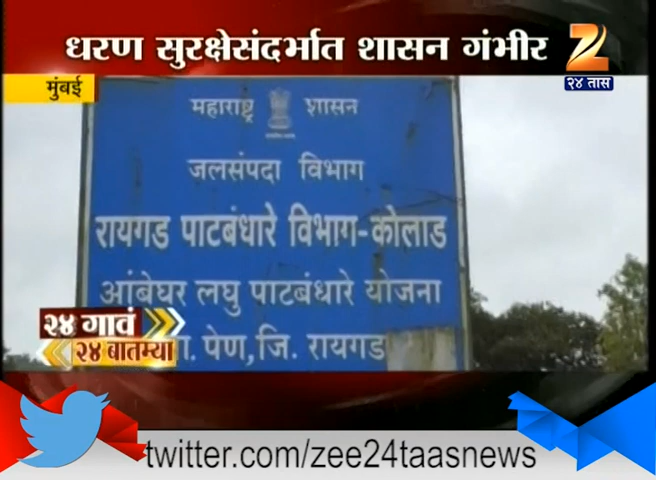 धरण सुरक्षेसंदर्भात शासन गंभीर
२४ तास
मुंबई
महाराष्ट्र शासन
जलसंपदा विभाग
रायगड पाटबंधारे विभाग-कोलाड
आंबेघर लघु पाटबंधारे योजना
पेण, जि. रायगड
२४ गावं
२४ बातम्या
twitter.com/zee24taasnews